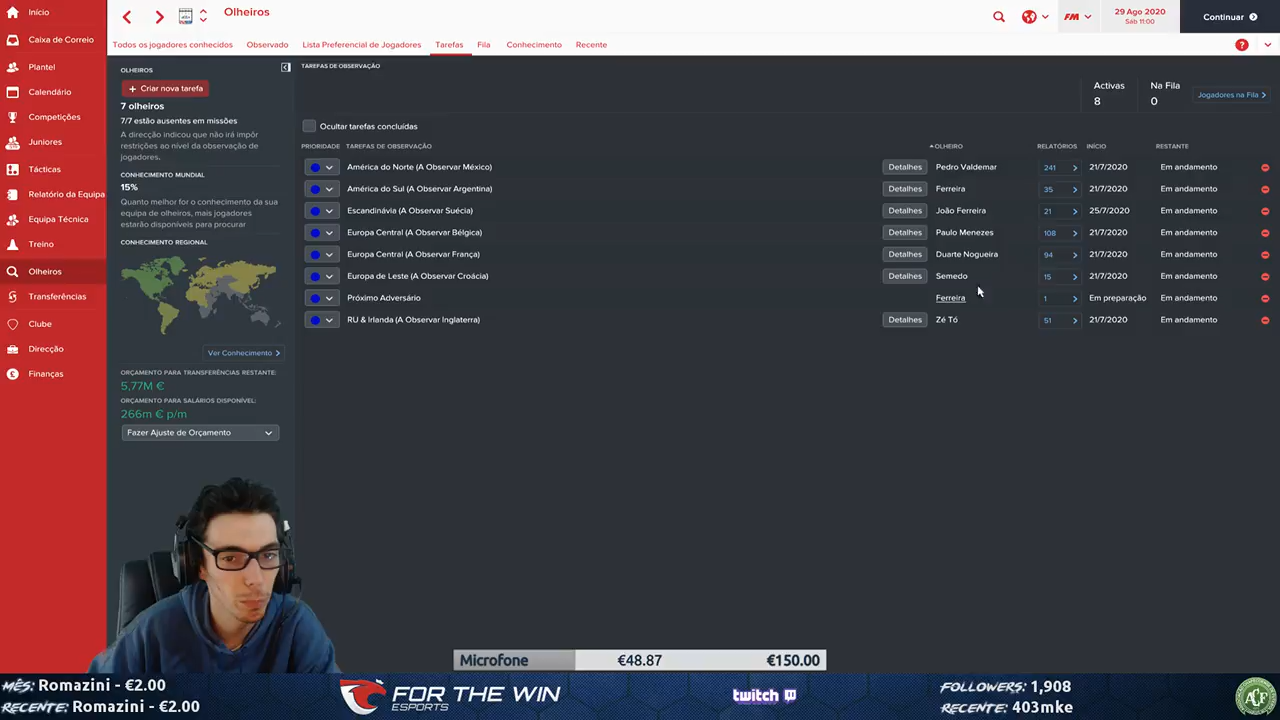 Início
Caixa de Correio
Plantel
Calendário
Competições
Juniores
Tácticas
Relatório da Equipa
Equipa Técnica
Treino
Olheiros
Transferências
Clube
Direcção
Finanças
Olheiros
FM
29 Ago 2020
Sáb 11:00
Continuar
Todos os jogadores conhecidos
Observado
Lista Preferencial de Jogadores
Tarefas
Fila
Conhecimento
Recente
?
OLHEIROS
+ Criar nova tarefa
7 olheiros
7/7 estão ausentes em missões
A direcção indicou que não irá impôr
restrições ao nível da observação de
jogadores.
CONHECIMENTO MUNDIAL
15%
Quanto melhor for o conhecimento da sua
equipa de olheiros, mais jogadores
estarão disponíveis para procurar
CONHECIMENTO REGIONAL
Ver Conhecimento
ORÇAMENTO PARA TRANSFERÊNCIAS RESTANTE:
5,77M €
ORÇAMENTO PARA SALÁRIOS DISPONÍVEL:
266m € p/m
Fazer Ajuste de Orçamento
TAREFAS DE OBSERVAÇÃO
Activas
8
Na Fila
0
Jogadores na Fila
Ocultar tarefas concluídas
PRIORIDADE TAREFAS DE OBSERVAÇÃO OLHEIRO RELATÓRIOS INÍCIO RESTANTE
América do Norte (A Observar México) Detalhes Pedro Valdemar 241 21/7/2020 Em andamento
América do Sul (A Observar Argentina) Detalhes Ferreira 35 21/7/2020 Em andamento
Escandinávia (A Observar Suécia) Detalhes João Ferreira 21 25/7/2020 Em andamento
Europa Central (A Observar Bélgica) Detalhes Paulo Menezes 108 21/7/2020 Em andamento
Europa Central (A Observar França) Detalhes Duarte Nogueira 94 21/7/2020 Em andamento
Europa de Leste (A Observar Croácia) Detalhes Semedo 15 21/7/2020 Em andamento
Próximo Adversário Ferreira 1 Em preparação Em andamento
RU & Irlanda (A Observar Inglaterra) Detalhes Zé Tó 51 21/7/2020 Em andamento
Microfone €48.87 €150.00
MÊS: Romazini - €2.00
RECENTE: Romazini - €2.00
FOR THE WIN
ESPORTS
twitch
FOLLOWERS: 1,908
RECENTE: 403mke
ACF